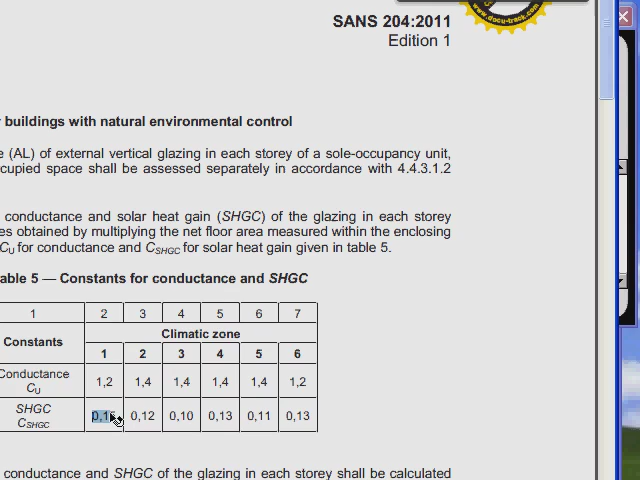 www.docu-track.com
SANS 204:2011
Edition 1
buildings with natural environmental control
(AL) of external vertical glazing in each storey of a sole-occupancy unit,
space shall be assessed separately in accordance with 4.4.3.1.2
conductance and solar heat gain (SHGC) of the glazing in each storey
obtained by multiplying the net floor area measured within the enclosing
CU for conductance and CSHGC for solar heat gain given in table 5.
able 5 — Constants for conductance and SHGC
1 2 3 4 5 6 7
Constants Climatic zone
1 2 3 4 5 6
Conductance CU 1,2 1,4 1,4 1,4 1,4 1,2
SHGC CSHGC 0,12 0,10 0,13 0,11 0,13
conductance and SHGC of the glazing in each storey shall be calculated